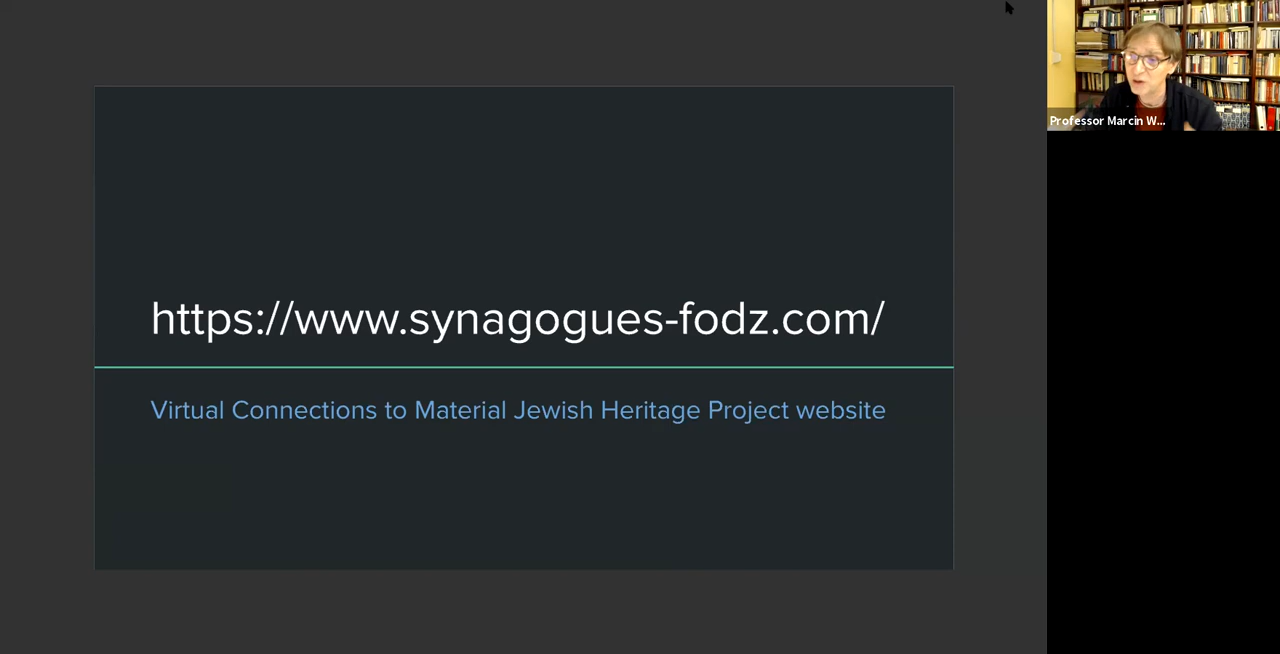 https://www.synagogues-fodz.com/
Virtual Connections to Material Jewish Heritage Project website
Professor Marcin W...